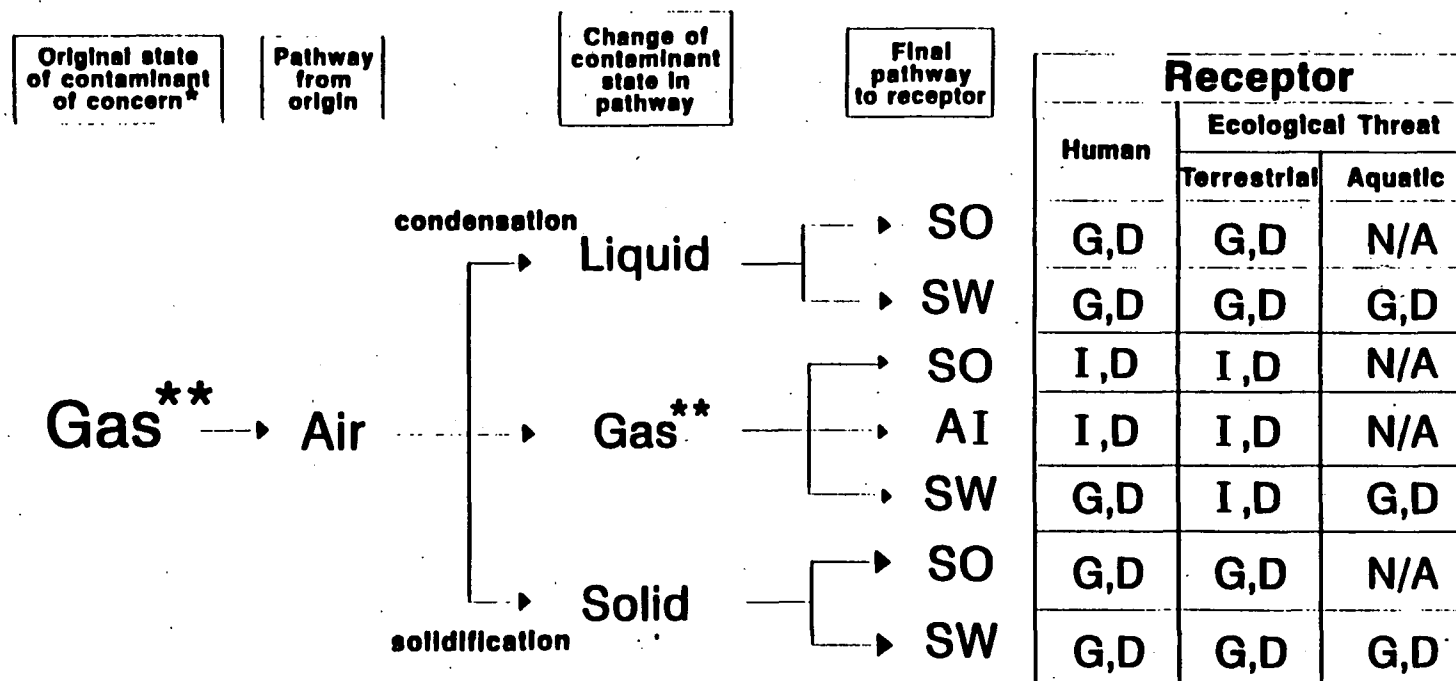 Original state
of contaminant
of concern*
Pathway
from
origin
Change of
contaminant
state in
pathway
Final
pathway
to receptor
Receptor
Human
Ecological Threat
Terrestrial
Aquatic
condensation
Liquid
SO
G,D
G,D
N/A
SW
G,D
G,D
G,D
Gas**
Air
Gas**
SO
I,D
I,D
N/A
AI
I,D
I,D
N/A
SW
G,D
I,D
G,D
solidification
Solid
SO
G,D
G,D
N/A
SW
G,D
G,D
G,D